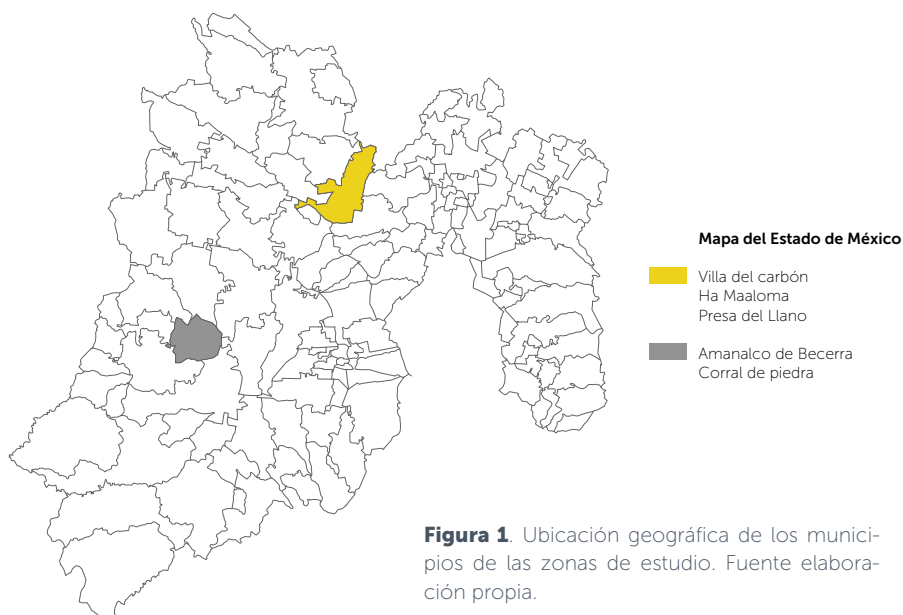 Mapa del Estado de México
Villa del carbón
Ha Maaloma
Presa del Llano
Amanalco de Becerra
Corral de piedra
Figura 1. Ubicación geográfica de los munici-
pios de las zonas de estudio. Fuente elabora-
ción propia.